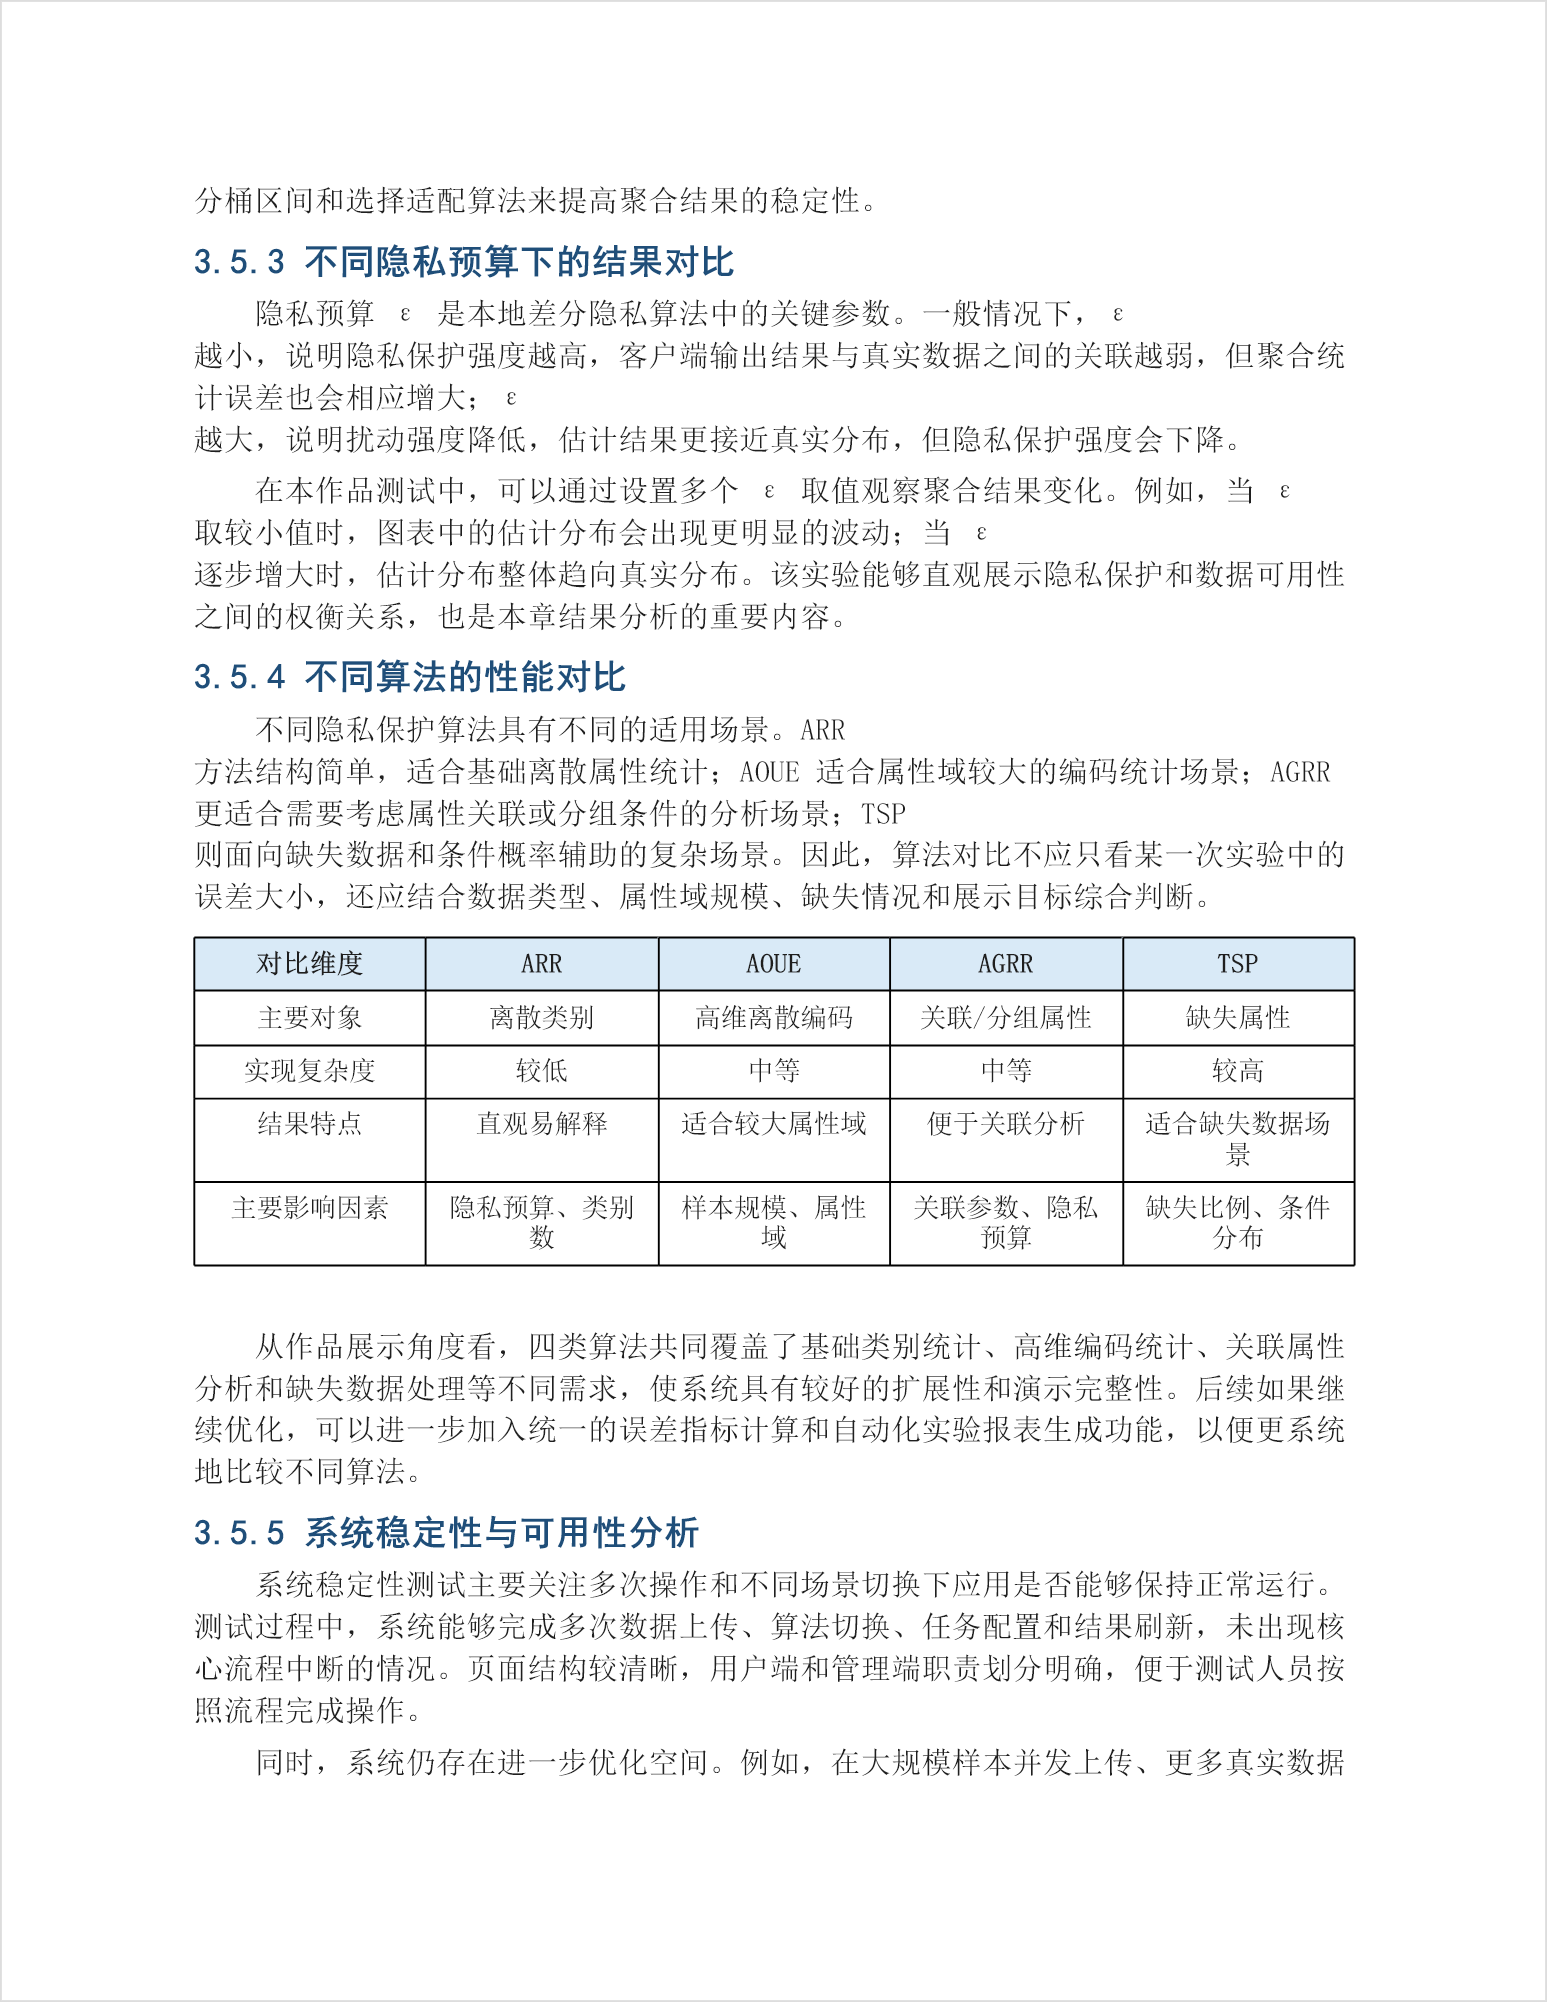 分桶区间和选择适配算法来提高聚合结果的稳定性。
3.5.3 不同隐私预算下的结果对比
隐私预算 ε 是本地差分隐私算法中的关键参数。一般情况下，ε
越小，说明隐私保护强度越高，客户端输出结果与真实数据之间的关联越弱，但聚合统
计误差也会相应增大；ε
越大，说明扰动强度降低，估计结果更接近真实分布，但隐私保护强度会下降。
在本作品测试中，可以通过设置多个 ε 取值观察聚合结果变化。例如，当 ε
取较小值时，图表中的估计分布会出现更明显的波动；当 ε
逐步增大时，估计分布整体趋向真实分布。该实验能够直观展示隐私保护和数据可用性
之间的权衡关系，也是本章结果分析的重要内容。
3.5.4 不同算法的性能对比
不同隐私保护算法具有不同的适用场景。ARR
方法结构简单，适合基础离散属性统计；AOUE 适合属性域较大的编码统计场景；AGRR
更适合需要考虑属性关联或分组条件的分析场景；TSP
则面向缺失数据和条件概率辅助的复杂场景。因此，算法对比不应只看某一次实验中的
误差大小，还应结合数据类型、属性域规模、缺失情况和展示目标综合判断。
对比维度 ARR AOUE AGRR TSP
主要对象 离散类别 高维离散编码 关联/分组属性 缺失属性
实现复杂度 较低 中等 中等 较高
结果特点 直观易解释 适合较大属性域 便于关联分析 适合缺失数据场
景
主要影响因素 隐私预算、类别 样本规模、属性 关联参数、隐私 缺失比例、条件
数 域 预算 分布
从作品展示角度看，四类算法共同覆盖了基础类别统计、高维编码统计、关联属性
分析和缺失数据处理等不同需求，使系统具有较好的扩展性和演示完整性。后续如果继
续优化，可以进一步加入统一的误差指标计算和自动化实验报表生成功能，以便更系统
地比较不同算法。
3.5.5 系统稳定性与可用性分析
系统稳定性测试主要关注多次操作和不同场景切换下应用是否能够保持正常运行。
测试过程中，系统能够完成多次数据上传、算法切换、任务配置和结果刷新，未出现核
心流程中断的情况。页面结构较清晰，用户端和管理端职责划分明确，便于测试人员按
照流程完成操作。
同时，系统仍存在进一步优化空间。例如，在大规模样本并发上传、更多真实数据